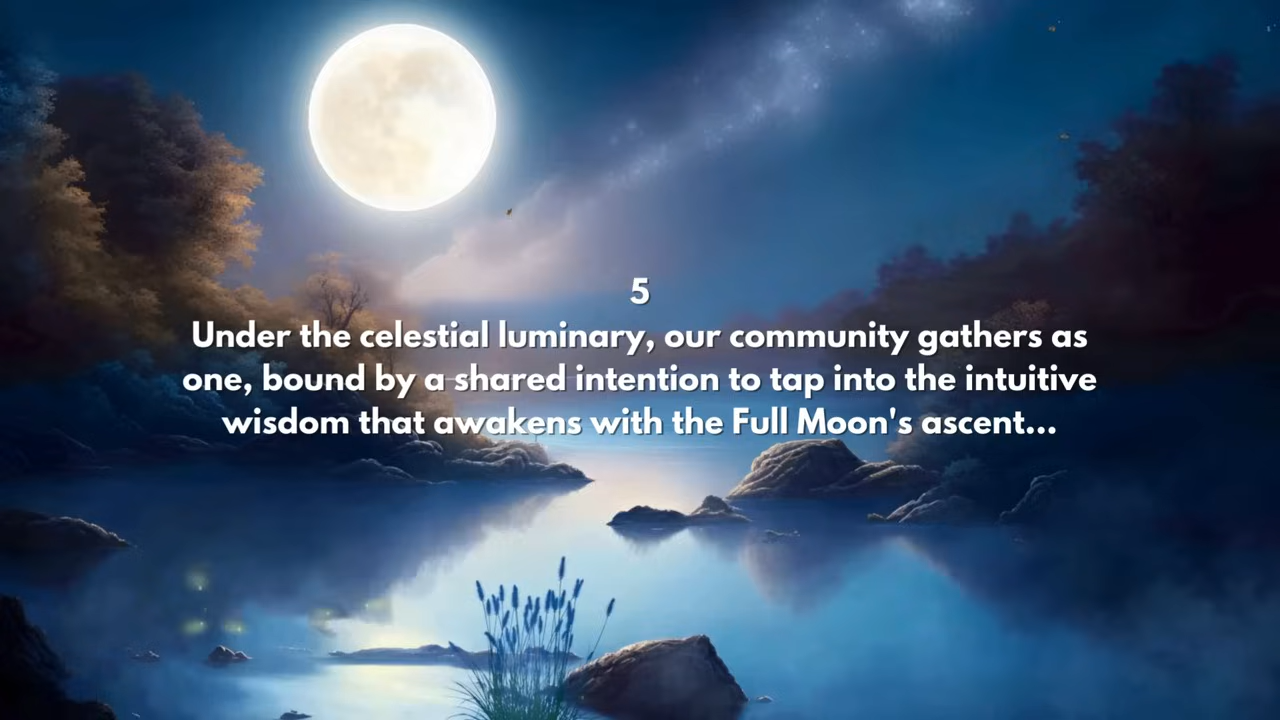 5
Under the celestial luminary, our community gathers as
one, bound by a shared intention to tap into the intuitive
wisdom that awakens with the Full Moon's ascent...